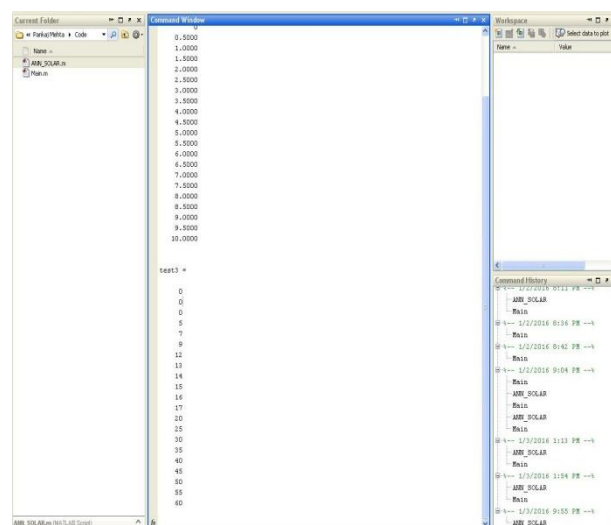 Current Folder
« Pankaj Mehta ▸ Code
Name
ANN_SOLAR.m
Main.m
ANN_SOLAR.m (MATLAB Script)
Command Window
0
0.5000
1.0000
1.5000
2.0000
2.5000
3.0000
3.5000
4.0000
4.5000
5.0000
5.5000
6.0000
6.5000
7.0000
7.5000
8.0000
8.5000
9.0000
9.5000
10.0000
test3 =
0
0
0
5
7
9
12
13
14
15
16
17
20
25
30
35
40
45
50
55
60
fx
Workspace
Select data to plot
Name Value
Command History
%-- 1/2/2016 8:11 PM --%
ANN_SOLAR
Main
%-- 1/2/2016 8:36 PM --%
Main
%-- 1/2/2016 8:42 PM --%
Main
%-- 1/2/2016 9:04 PM --%
Main
ANN_SOLAR
Main
ANN_SOLAR
Main
%-- 1/3/2016 1:13 PM --%
ANN_SOLAR
Main
%-- 1/3/2016 1:54 PM --%
ANN_SOLAR
Main
%-- 1/3/2016 9:55 PM --%
ANN_SOLAR